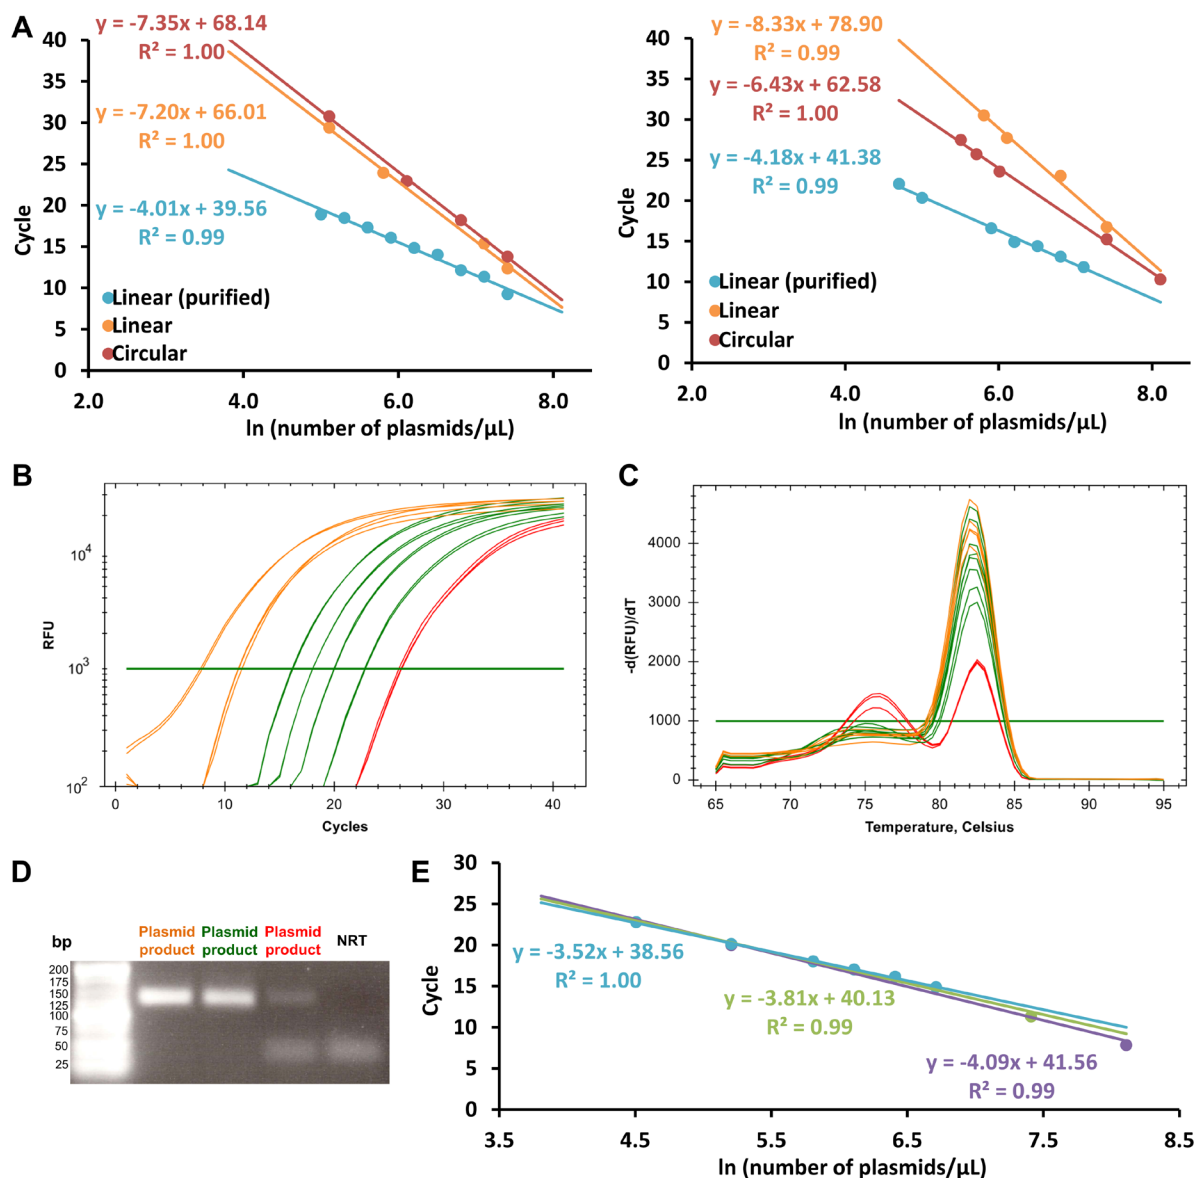 A
y = -7.35x + 68.14
R² = 1.00
y = -7.20x + 66.01
R² = 1.00
y = -4.01x + 39.56
R² = 0.99
Cycle
40
35
30
25
20
15
10
5
0
Linear (purified)
Linear
Circular
2.0 4.0 6.0 8.0
ln (number of plasmids/µL)
y = -8.33x + 78.90
R² = 0.99
y = -6.43x + 62.58
R² = 1.00
y = -4.18x + 41.38
R² = 0.99
Cycle
40
35
30
25
20
15
10
5
0
Linear (purified)
Linear
Circular
2.0 4.0 6.0 8.0
ln (number of plasmids/µL)
B
RFU
10⁴
10³
10²
0 10 20 30 40
Cycles
C
-d(RFU)/dT
4000
3000
2000
1000
0
65 70 75 80 85 90 95
Temperature, Celsius
D
bp
Plasmid product
Plasmid product
Plasmid product
NRT
200
175
150
125
100
75
50
25
E
Cycle
30
25
20
15
10
5
0
y = -3.52x + 38.56
R² = 1.00
y = -3.81x + 40.13
R² = 0.99
y = -4.09x + 41.56
R² = 0.99
3.5 4.5 5.5 6.5 7.5 8.5
ln (number of plasmids/µL)